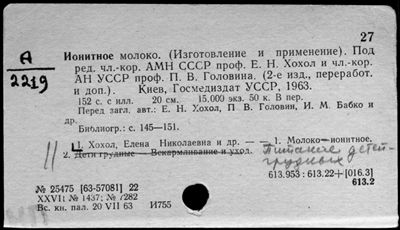 27
А
2219
Ионитное молоко. (Изготовление и применение). Под
ред. чл.-кор. АМН СССР проф. Е. Н. Хохол и чл.-кор.
АН УССР проф. П. В. Головина. (2-е изд., переработ.
и доп.). Киев, Госмедиздат УССР, 1963.
152 с. с илл. 20 см. 15.000 экз. 50 к. В пер.
Перед загл. авт.: Е. Н. Хохол, П. В. Головин, И. М. Бабко и
др.
Библиогр.: с. 145—151.
Хохол, Елена Николаевна и др. — 1. Молоко—ионитное.
2. Дети грудные — Вскармливание и уход. Питание детей-
грудных
613.953 : 613.22+[016.3]
613.2
№ 25475 [63-57081] 22
XXVI: № 1437; № 7282
Вс. кн. пал. 20 VII 63 И755